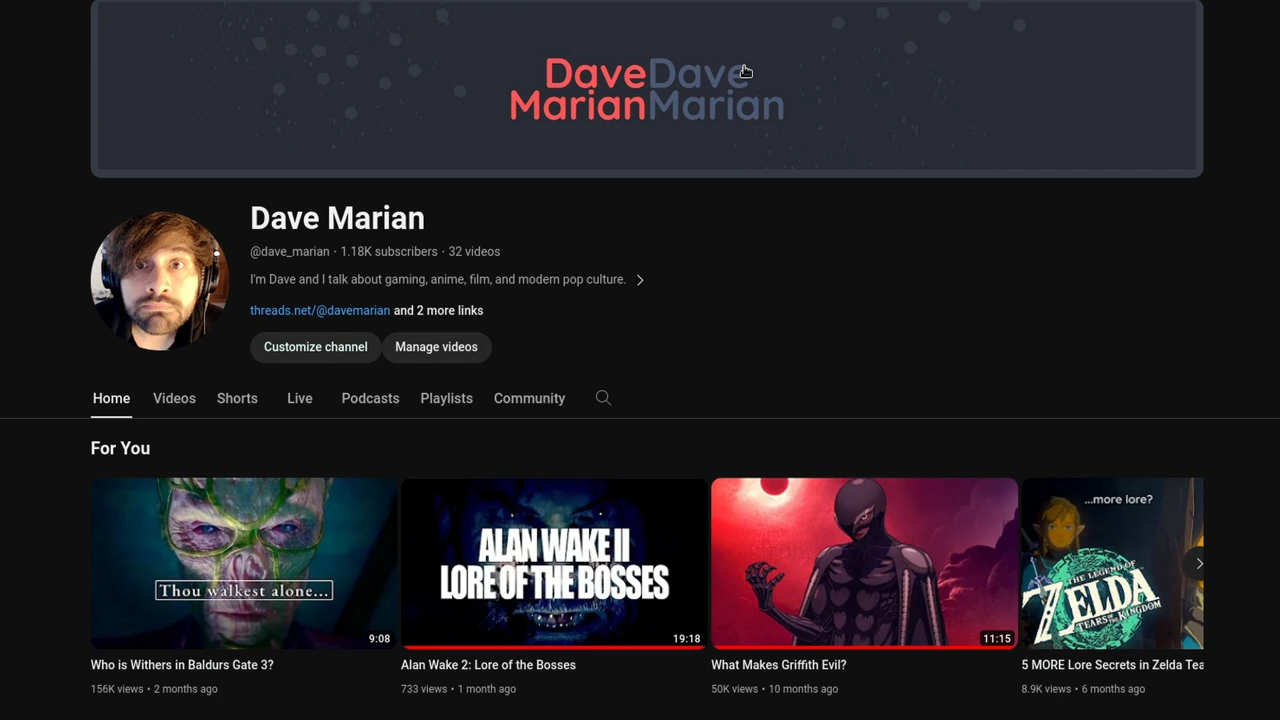 DaveDave
MarianMarian
Dave Marian
@dave_marian · 1.18K subscribers · 32 videos
I'm Dave and I talk about gaming, anime, film, and modern pop culture.
threads.net/@davemarian and 2 more links
Customize channel
Manage videos
Home
Videos
Shorts
Live
Podcasts
Playlists
Community
For You
Thou walkest alone...
9:08
Who is Withers in Baldurs Gate 3?
156K views • 2 months ago
ALAN WAKE II
LORE OF THE BOSSES
19:18
Alan Wake 2: Lore of the Bosses
733 views • 1 month ago
11:15
What Makes Griffith Evil?
50K views • 10 months ago
...more lore?
THE LEGEND OF
ZELDA
TEARS OF THE KINGDOM
5 MORE Lore Secrets in Zelda Tea
8.9K views • 6 months ago